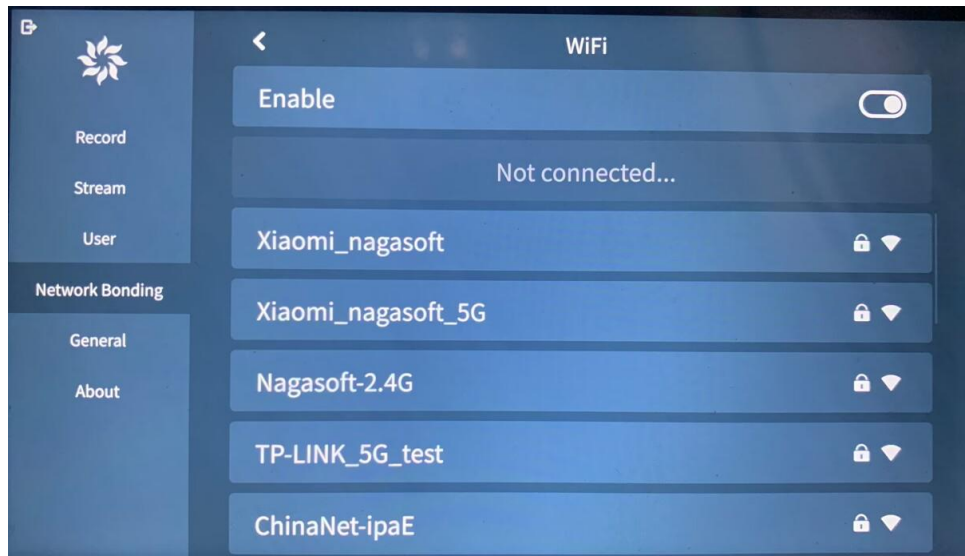 WiFi
Enable
Not connected...
Record
Stream
User
Network Bonding
General
About
Xiaomi_nagasoft
Xiaomi_nagasoft_5G
Nagasoft-2.4G
TP-LINK_5G_test
ChinaNet-ipaE